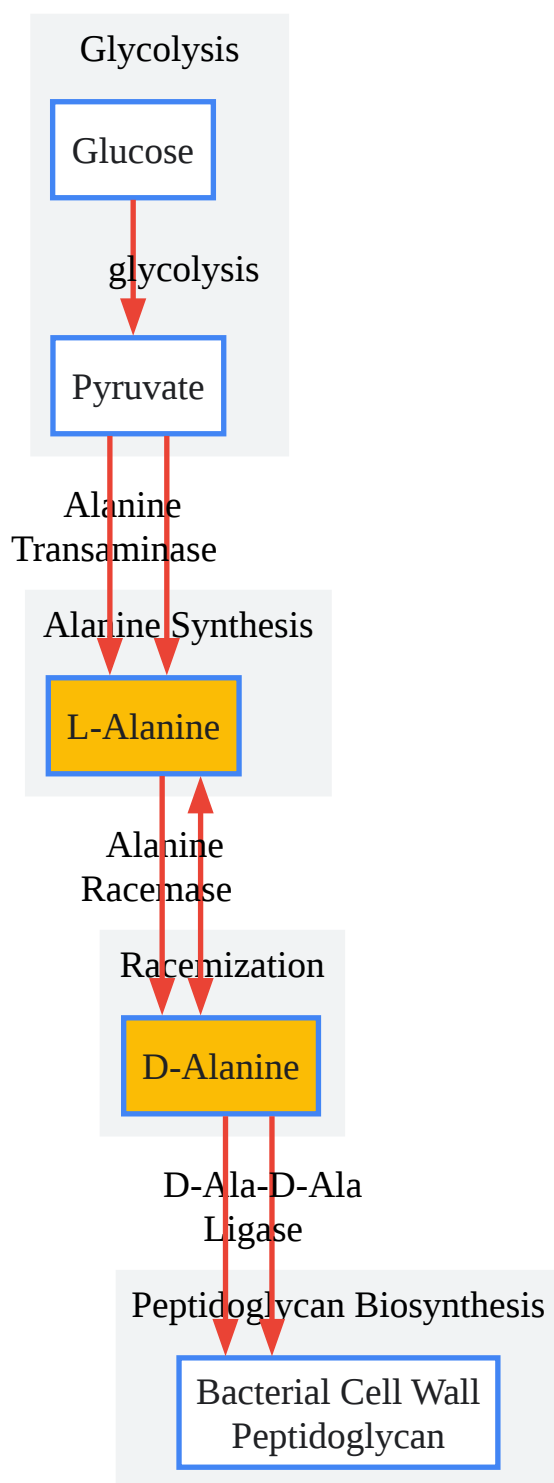 Glycolysis
Glucose
glycolysis
Pyruvate
Alanine
Transaminase
Alanine Synthesis
L-Alanine
Alanine
Racemase
Racemization
D-Alanine
D-Ala-D-Ala
Ligase
Peptidoglycan Biosynthesis
Bacterial Cell Wall
Peptidoglycan